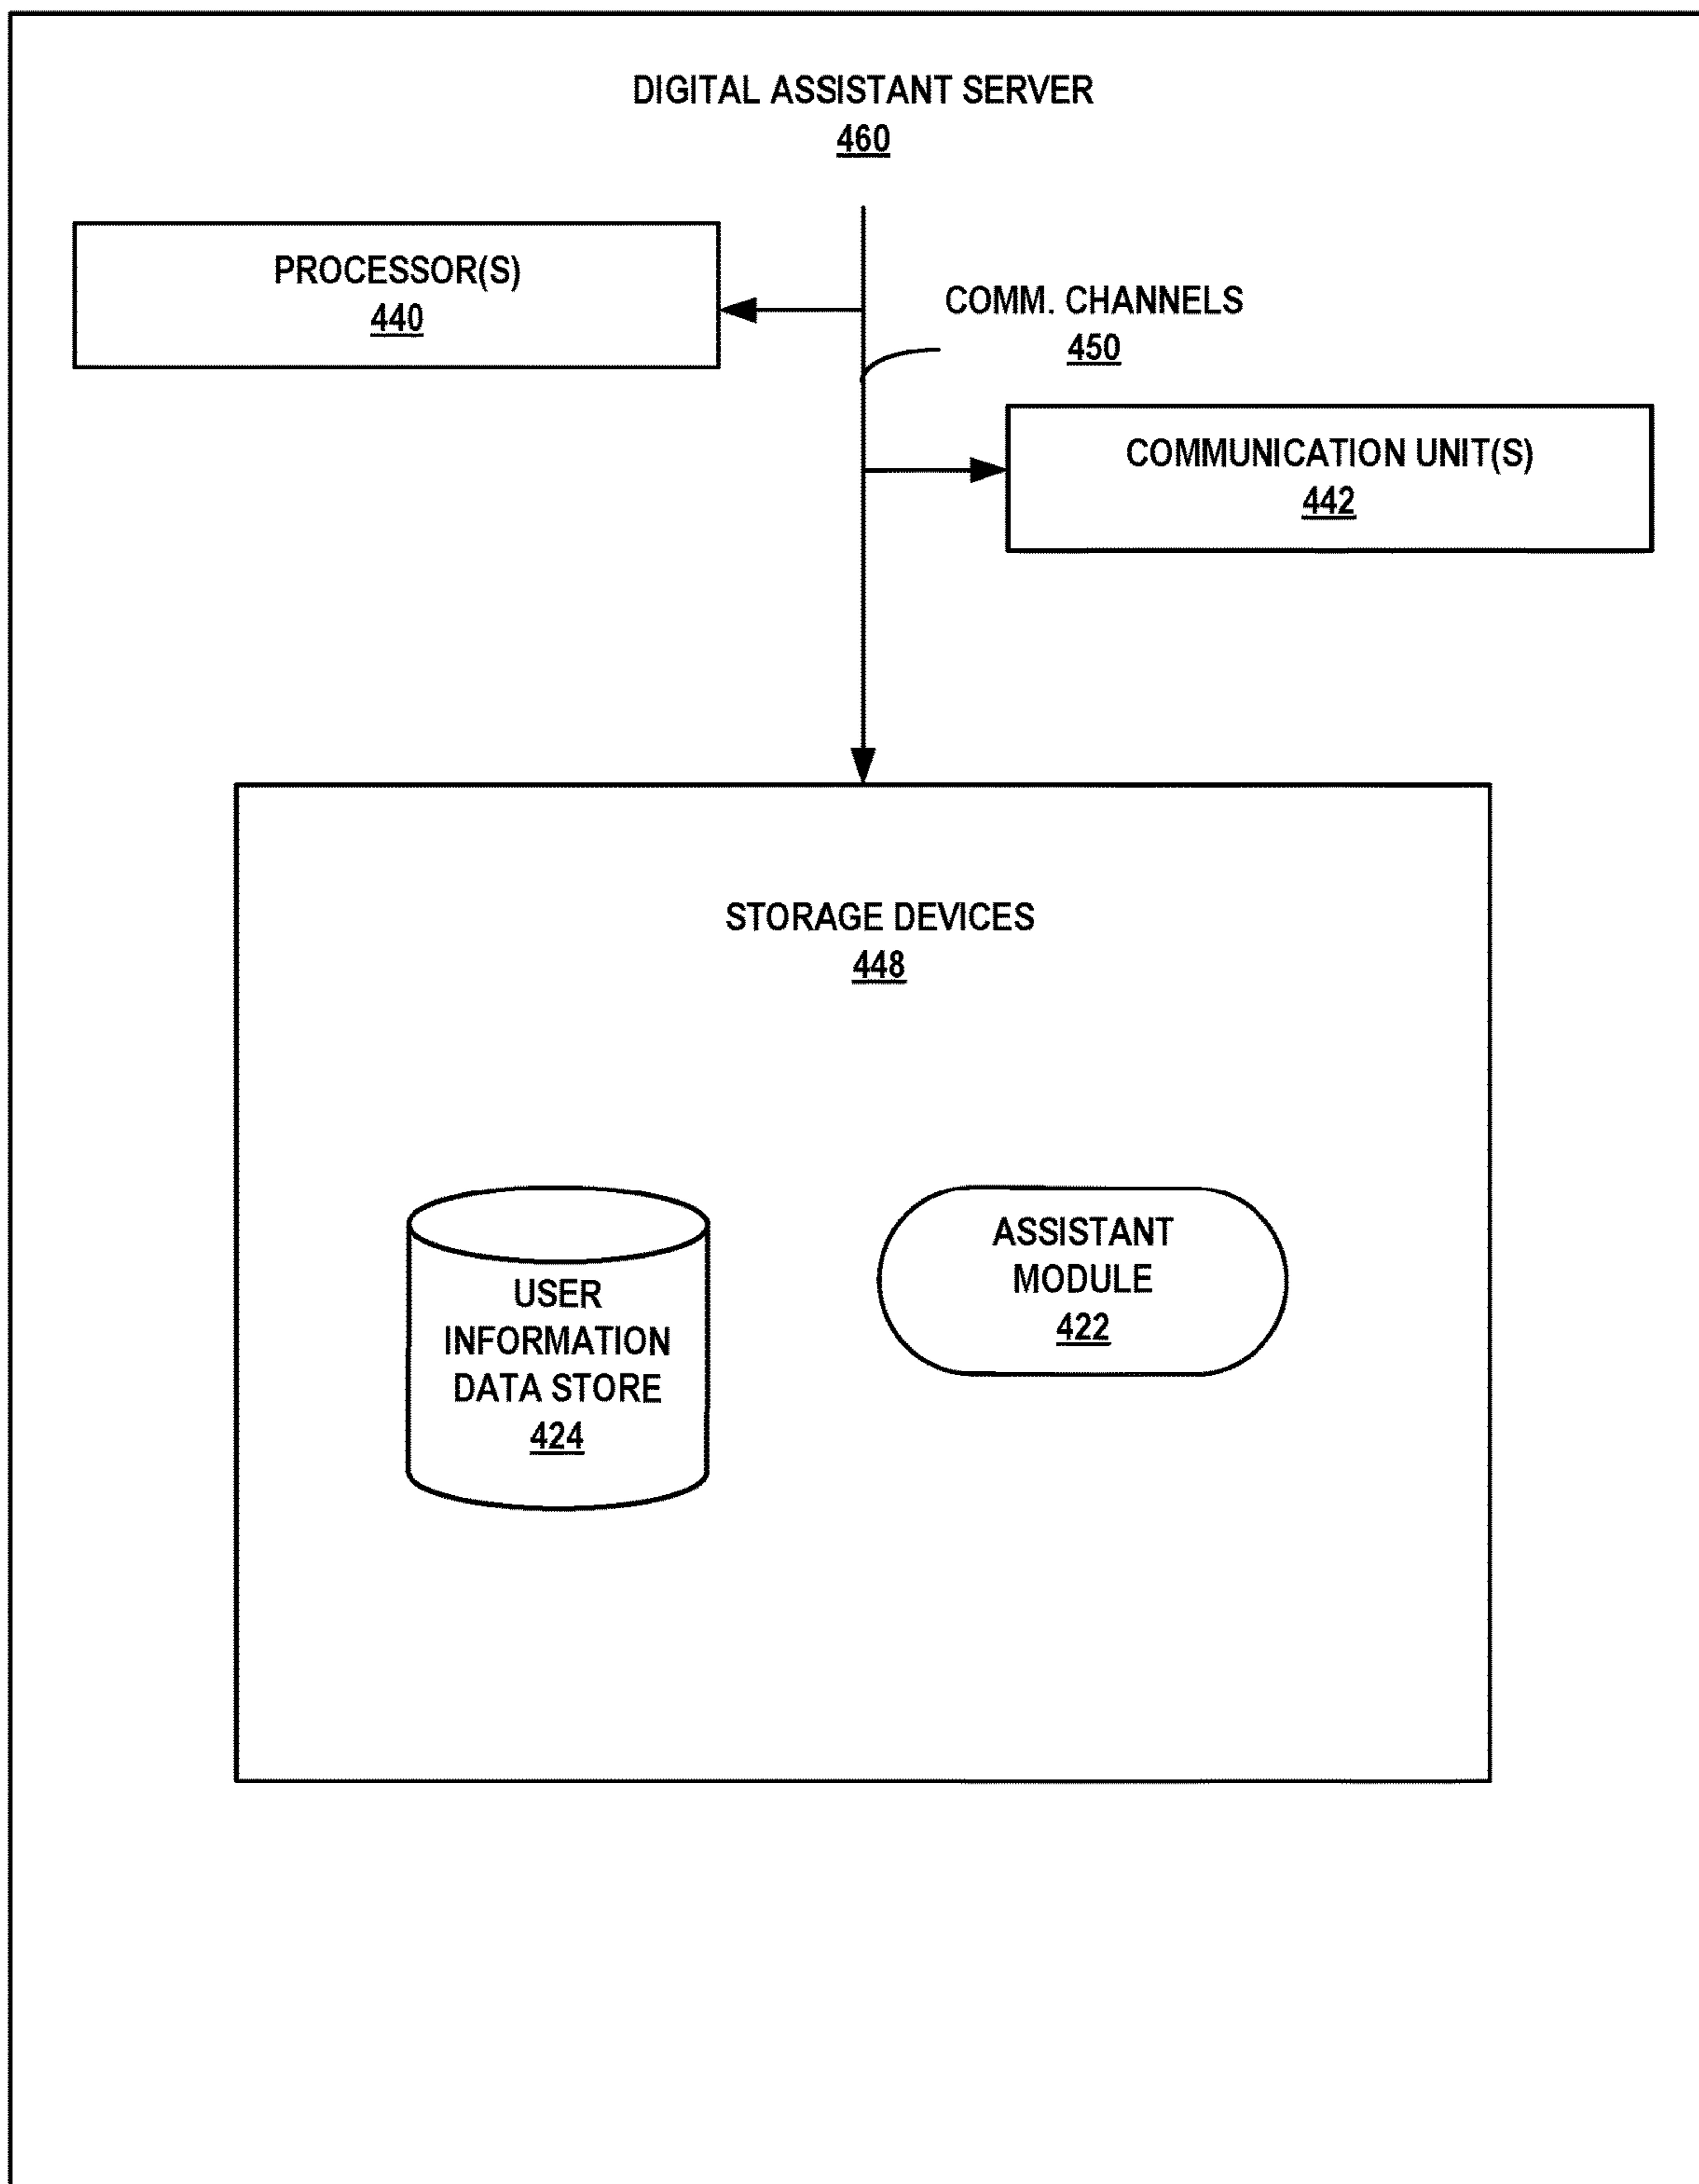 DIGITAL ASSISTANT SERVER
460
PROCESSOR(S)
440
COMM. CHANNELS
450
COMMUNICATION UNIT(S)
442
STORAGE DEVICES
448
USER
INFORMATION
DATA STORE
424
ASSISTANT
MODULE
422